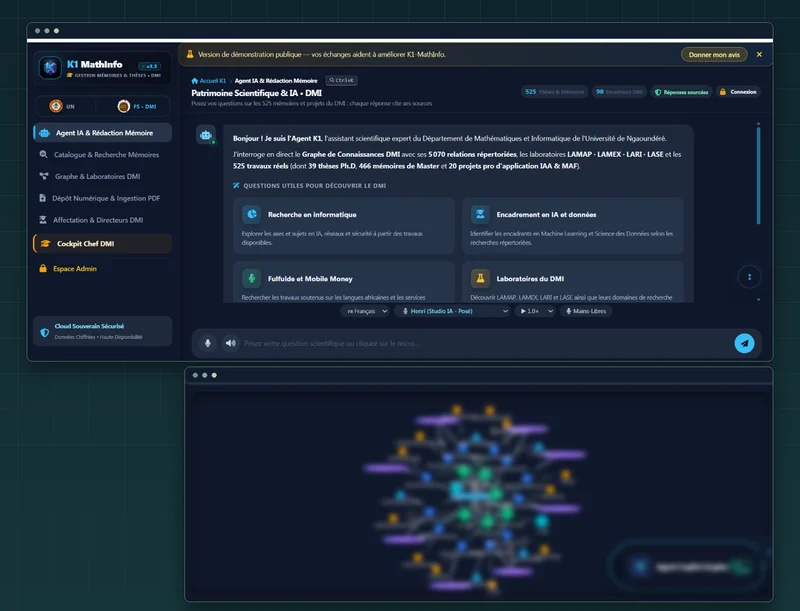 K1 MathInfo
v3.5
GESTION MÉMOIRES & THÈSES • DMI
UN
FS • DMI
Agent IA & Rédaction Mémoire
Catalogue & Recherche Mémoires
Graphe & Laboratoires DMI
Dépôt Numérique & Ingestion PDF
Affectation & Directeurs DMI
Cockpit Chef DMI
Espace Admin
Cloud Souverain Sécurisé
Données Chiffrées • Haute Disponibilité
Version de démonstration publique — vos échanges aident à améliorer K1-MathInfo.
Donner mon avis
Accueil K1 › Agent IA & Rédaction Mémoire
Ctrl+K
Patrimoine Scientifique & IA • DMI
Posez vos questions sur les 525 mémoires et projets du DMI : chaque réponse cite ses sources
525 Thèses & Mémoires
98 Encadreurs DMI
Réponses sourcées
Connexion
Bonjour ! Je suis l'Agent K1, l'assistant scientifique expert du Département de Mathématiques et Informatique de l'Université de Ngaoundéré.
J'interroge en direct le Graphe de Connaissances DMI avec ses 5 070 relations répertoriées, les laboratoires LAMAP · LAMEX · LARI · LASE et les
525 travaux réels (dont 39 thèses Ph.D, 466 mémoires de Master et 20 projets pro d'application IAA & MAF).
QUESTIONS UTILES POUR DÉCOUVRIR LE DMI
Recherche en informatique
Explorer les axes et sujets en IA, réseaux et sécurité à partir des travaux
disponibles.
Encadrement en IA et données
Identifier les encadrants en Machine Learning et Science des Données selon les
recherches répertoriées.
Fulfulde et Mobile Money
Rechercher les travaux soutenus sur les langues africaines et les services
Laboratoires du DMI
Découvrir LAMAP, LAMEX, LARI et LASE ainsi que leurs domaines de recherche
FR Français
Henri (Studio IA · Posé)
1.0×
Mains-Libres
Posez votre question scientifique ou cliquez sur le micro...